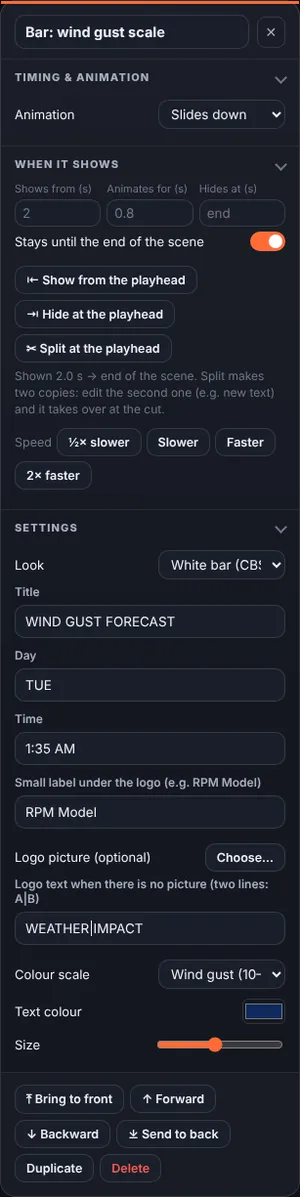 Bar: wind gust scale
✕
TIMING & ANIMATION
Animation
Slides down
WHEN IT SHOWS
Shows from (s) Animates for (s) Hides at (s)
2 0.8 end
Stays until the end of the scene
⇤ Show from the playhead
⇥ Hide at the playhead
✂ Split at the playhead
Shown 2.0 s → end of the scene. Split makes
two copies: edit the second one (e.g. new text)
and it takes over at the cut.
Speed ½× slower Slower Faster
2× faster
SETTINGS
Look White bar (CBS
Title
WIND GUST FORECAST
Day
TUE
Time
1:35 AM
Small label under the logo (e.g. RPM Model)
RPM Model
Logo picture (optional) Choose…
Logo text when there is no picture (two lines:
A|B)
WEATHER|IMPACT
Colour scale Wind gust (10–
Text colour
Size
⤒ Bring to front ↑ Forward
↓ Backward ⤓ Send to back
Duplicate Delete